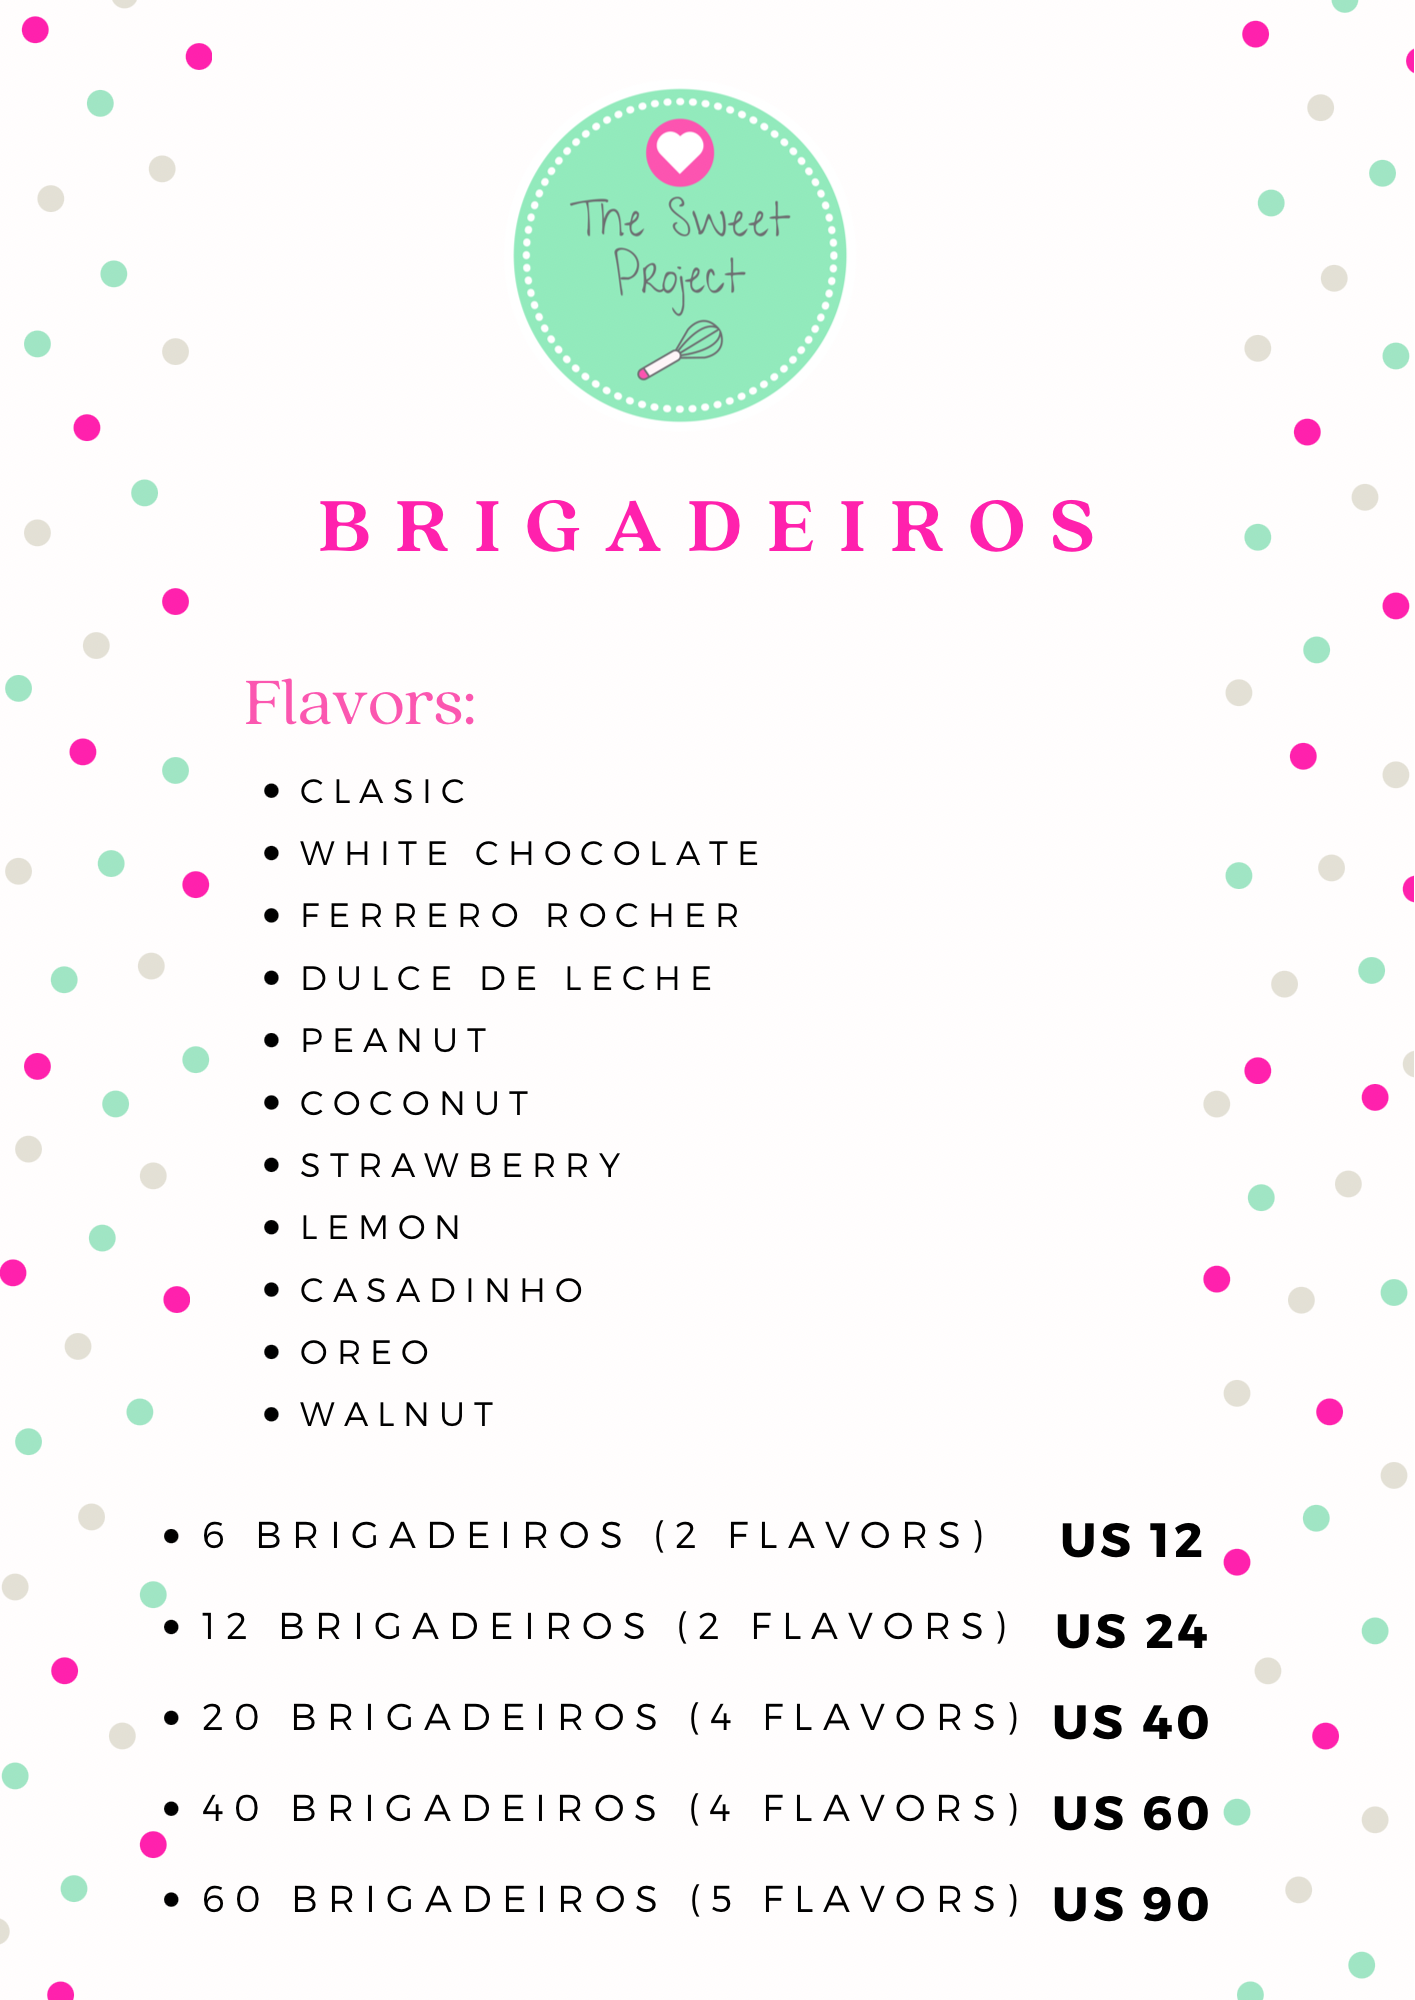 The Sweet
Project
BRIGADEIROS
Flavors:
• CLASIC
• WHITE CHOCOLATE
• FERRERO ROCHER
• DULCE DE LECHE
• PEANUT
• COCONUT
• STRAWBERRY
• LEMON
• CASADINHO
• OREO
• WALNUT
• 6 BRIGADEIROS (2 FLAVORS) US 12
• 12 BRIGADEIROS (2 FLAVORS) US 24
• 20 BRIGADEIROS (4 FLAVORS) US 40
• 40 BRIGADEIROS (4 FLAVORS) US 60
• 60 BRIGADEIROS (5 FLAVORS) US 90